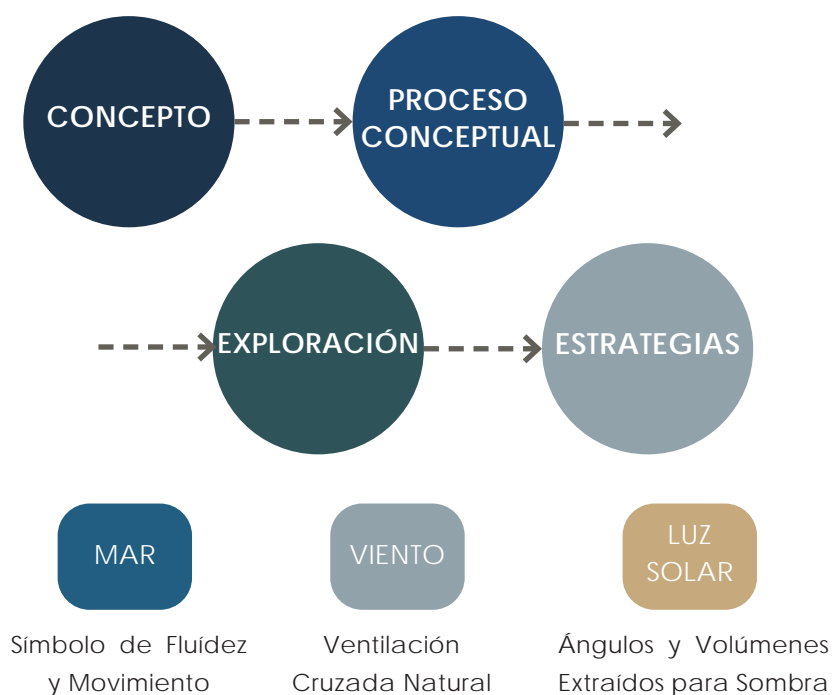 CONCEPTO
PROCESO
CONCEPTUAL
EXPLORACIÓN
ESTRATEGIAS
MAR
VIENTO
LUZ
SOLAR
Símbolo de Fluídez
y Movimiento
Ventilación
Cruzada Natural
Ángulos y Volúmenes
Extraídos para Sombra